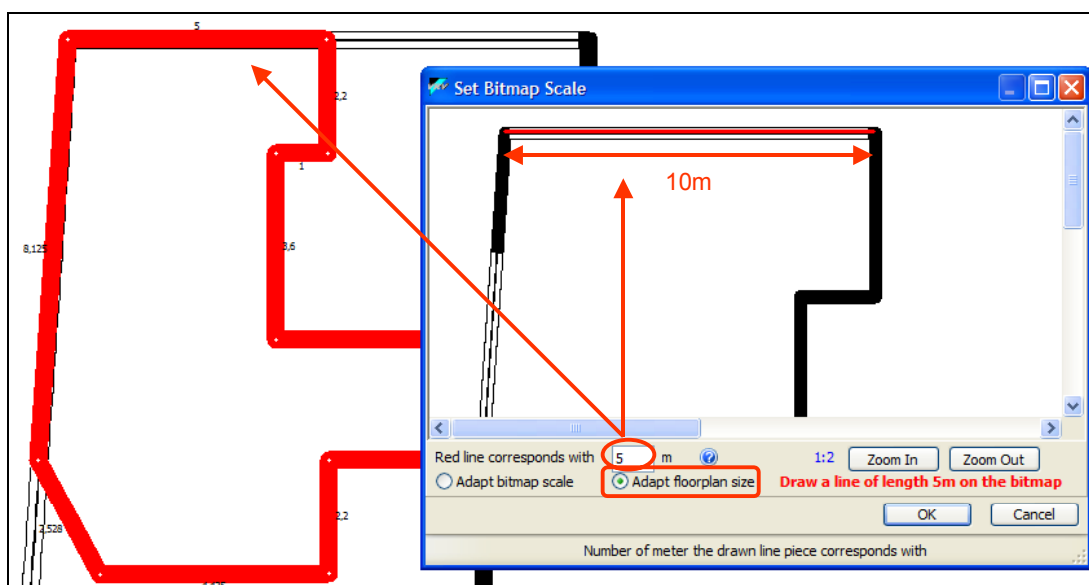 5
2,2
1
8,125
3,6
2,528
2,2
Set Bitmap Scale
10m
Red line corresponds with 5 m
1:2 Zoom In Zoom Out
Adapt bitmap scale Adapt floorplan size Draw a line of length 5m on the bitmap
OK Cancel
Number of meter the drawn line piece corresponds with